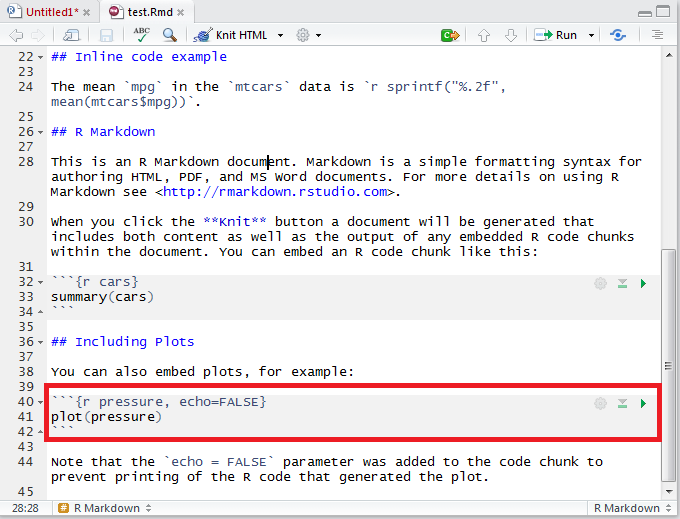 Untitled1*
test.Rmd
ABC
Knit HTML
Run
22 ## Inline code example
23
24 The mean `mpg` in the `mtcars` data is `r sprintf("%.2f",
mean(mtcars$mpg))`.
25
26 ## R Markdown
27
28 This is an R Markdown document. Markdown is a simple formatting syntax for
authoring HTML, PDF, and MS Word documents. For more details on using R
Markdown see <http://rmarkdown.rstudio.com>.
29
30 When you click the **Knit** button a document will be generated that
includes both content as well as the output of any embedded R code chunks
within the document. You can embed an R code chunk like this:
31
32 ```{r cars}
33 summary(cars)
34 ```
35
36 ## Including Plots
37
38 You can also embed plots, for example:
39
40 ```{r pressure, echo=FALSE}
41 plot(pressure)
42 ```
43
44 Note that the `echo = FALSE` parameter was added to the code chunk to
prevent printing of the R code that generated the plot.
45
28:28 # R Markdown R Markdown